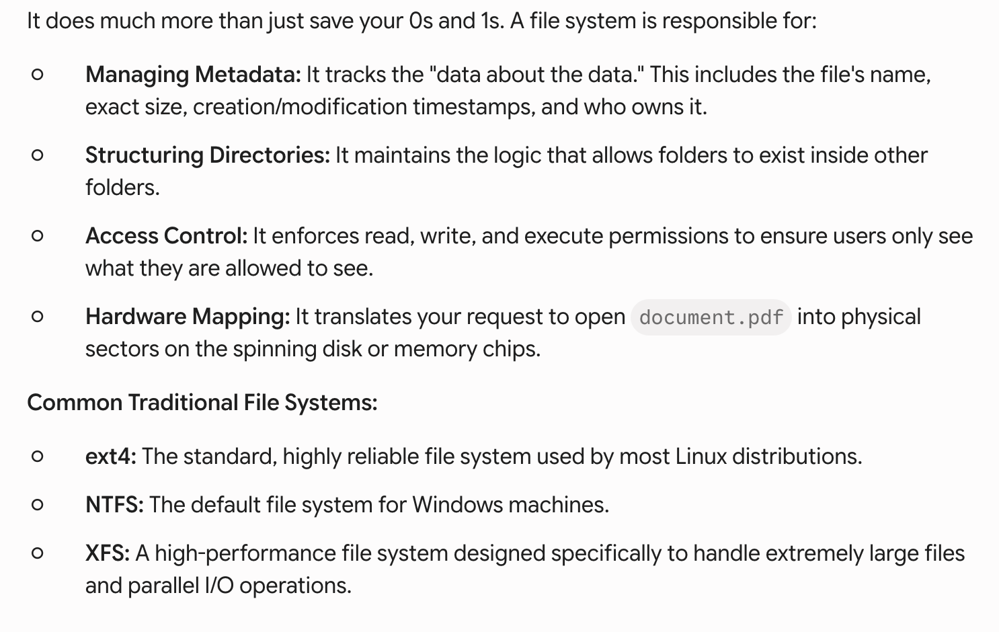 It does much more than just save your 0s and 1s. A file system is responsible for:
Managing Metadata: It tracks the "data about the data." This includes the file's name,
exact size, creation/modification timestamps, and who owns it.
Structuring Directories: It maintains the logic that allows folders to exist inside other
folders.
Access Control: It enforces read, write, and execute permissions to ensure users only see
what they are allowed to see.
Hardware Mapping: It translates your request to open document.pdf into physical
sectors on the spinning disk or memory chips.
Common Traditional File Systems:
ext4: The standard, highly reliable file system used by most Linux distributions.
NTFS: The default file system for Windows machines.
XFS: A high-performance file system designed specifically to handle extremely large files
and parallel I/O operations.